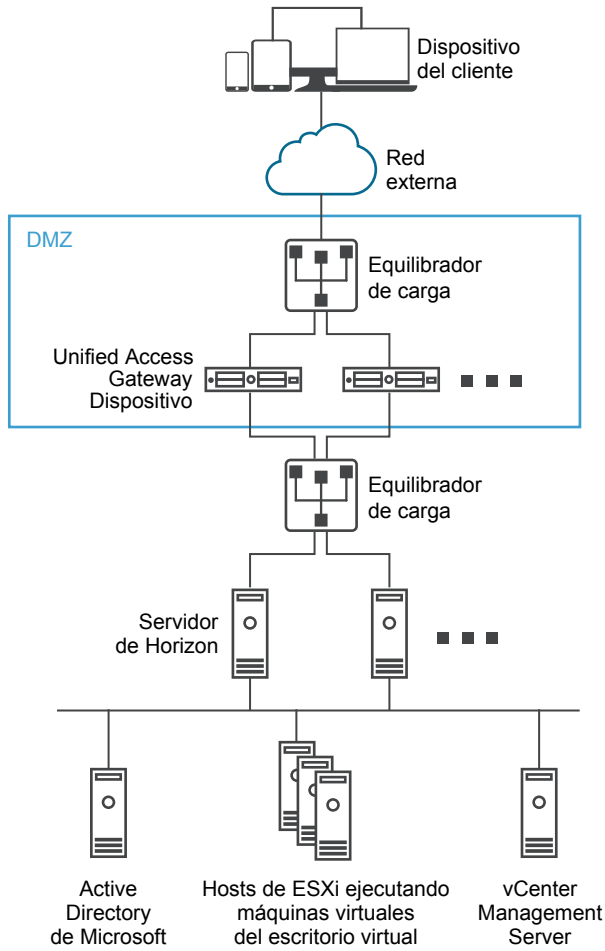 Dispositivo
del cliente
Red
externa
DMZ
Equilibrador
de carga
Unified Access
Gateway
Dispositivo
Equilibrador
de carga
Servidor
de Horizon
Active
Directory
de Microsoft
Hosts de ESXi ejecutando
máquinas virtuales
del escritorio virtual
vCenter
Management
Server